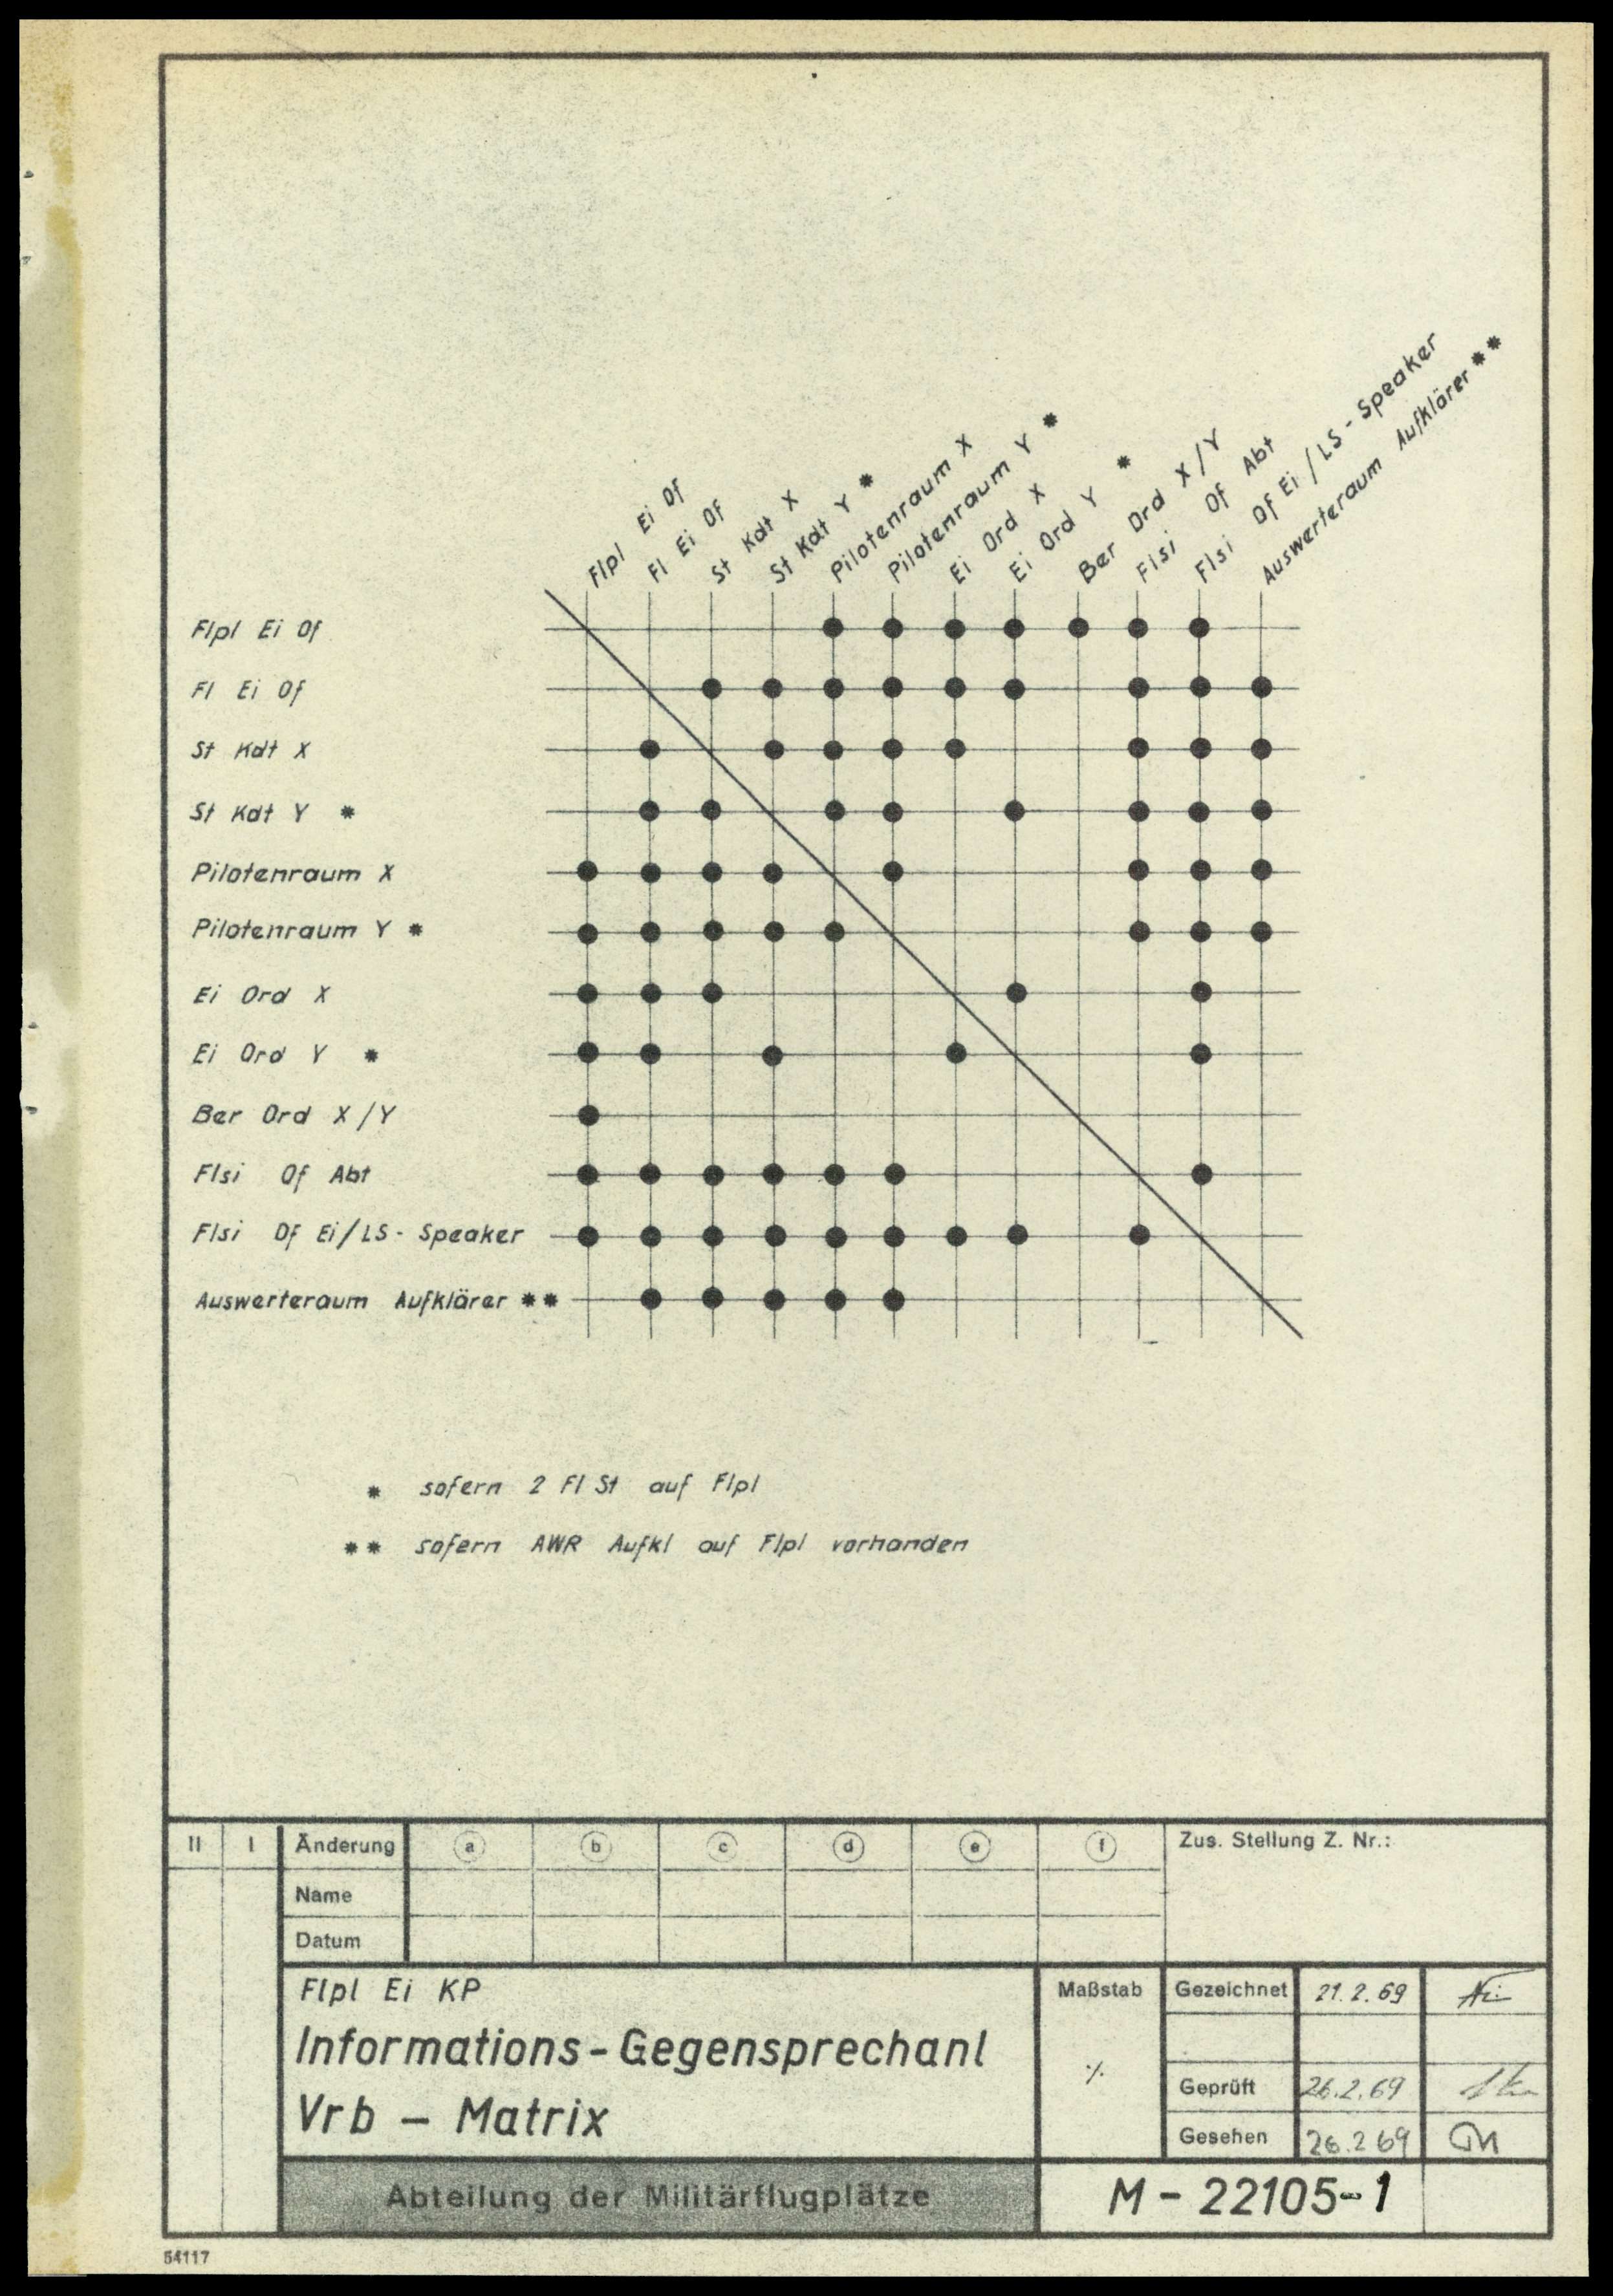 Flpl Ei Of
Fl Ei Of
St Kdt X
St Kdt Y *
Pilotenraum X
Pilotenraum Y *
Ei Ord X
Ei Ord Y *
Ber Ord X/Y
Flsi Of Abt
Flsi Of Ei/LS-Speaker
Auswerteraum Aufklärer **
Flpl Ei Of
Fl Ei Of
St Kdt X
St Kdt Y *
Pilotenraum X
Pilotenraum Y *
Ei Ord X
Ei Ord Y *
Ber Ord X/Y
Flsi Of Abt
Flsi Of Ei/LS-Speaker
Auswerteraum Aufklärer **
* sofern 2 Fl St auf Flpl
** sofern AWR Aufkl auf Flpl vorhanden
II I Änderung a b c d e f Zus. Stellung Z. Nr.:
Name
Datum
Flpl Ei KP
Informations-Gegensprechanl
Vrb - Matrix
Abteilung der Militärflugplätze
Maßstab
٪
Gezeichnet 21.2.69
Geprüft 26.2.69
Gesehen 26.2 69
M - 22105-1
54117